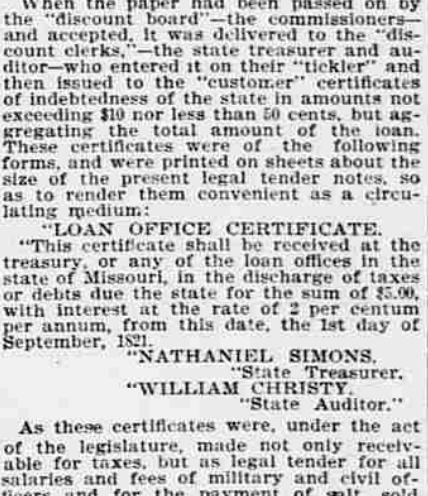 When the paper had been passed on by
the "discount board"—the commissioners—
and accepted, it was delivered to the "dis-
count clerks,"—the state treasurer and au-
ditor—who entered it on their "tickler" and
then issued to the "customer" certificates
of indebtedness of the state in amounts not
exceeding $10 nor less than 50 cents, but ag-
gregating the total amount of the loan.
These certificates were of the following
forms, and were printed on sheets about the
size of the present legal tender notes, so
as to render them convenient as a circu-
lating medium:
"LOAN OFFICE CERTIFICATE.
"This certificate shall be received at the
treasury, or any of the loan offices in the
state of Missouri, in the discharge of taxes
or debts due the state for the sum of $5.00,
with interest at the rate of 2 per centum
per annum, from this date, the 1st day of
September, 1821.
"NATHANIEL SIMONS,
"State Treasurer.
"WILLIAM CHRISTY,
"State Auditor."
As these certificates were, under the act
of the legislature, made not only receiv-
able for taxes, but as legal tender for all
salaries and fees of military and civil of-
ficers and for the payment of salt sold